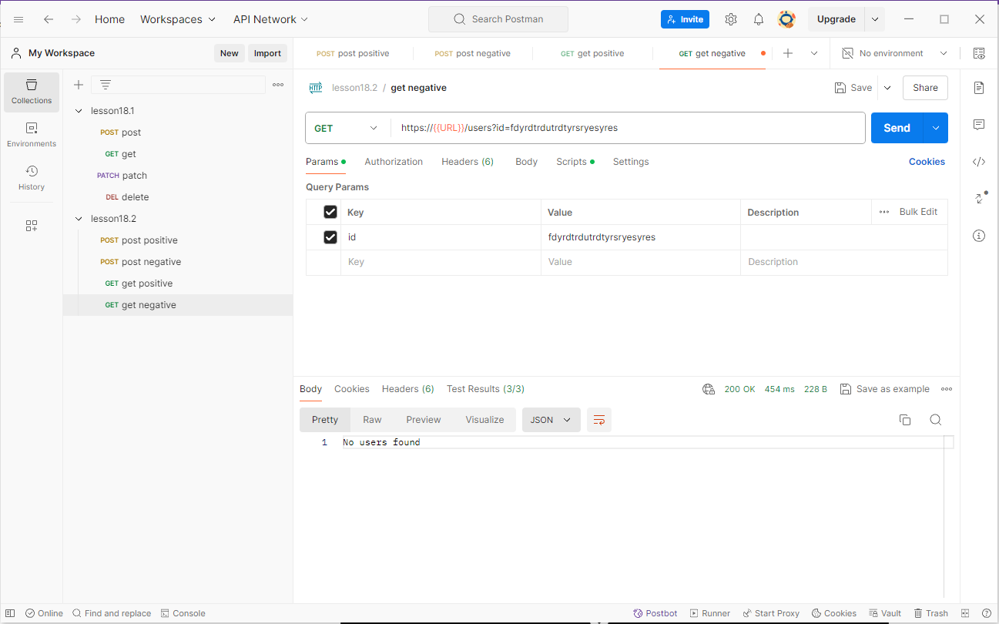 Home Workspaces API Network Search Postman Invite Upgrade
My Workspace New Import
POST post positive POST post negative GET get positive GET get negative No environment
Collections
Environments
History
lesson18.1
POST post
GET get
PATCH patch
DEL delete
lesson18.2
POST post positive
POST post negative
GET get positive
GET get negative
HTTP lesson18.2 / get negative Save Share
GET https://{{URL}}/users?id=fdyrdtrdutrdtyrsryesyres Send
Params Authorization Headers (6) Body Scripts Settings Cookies
Query Params
Key Value Description Bulk Edit
id fdyrdtrdutrdtyrsryesyres
Key Value Description
Body Cookies Headers (6) Test Results (3/3) 200 OK 454 ms 228 B Save as example
Pretty Raw Preview Visualize JSON
1 No users found
Online Find and replace Console Postbot Runner Start Proxy Cookies Vault Trash